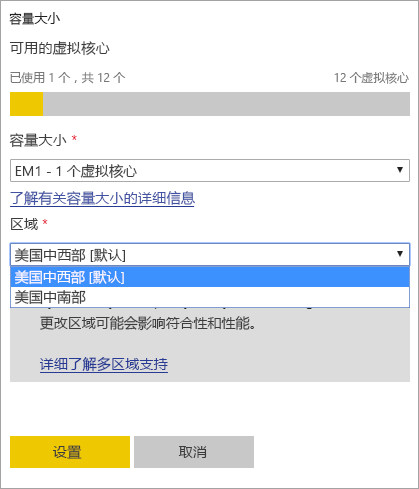 容量大小
可用的虚拟核心
已使用 1 个，共 12 个
12 个虚拟核心
容量大小 *
EM1 - 1 个虚拟核心
了解有关容量大小的详细信息
区域 *
美国中西部 [默认]
美国中西部 [默认]
美国中南部
更改区域可能会影响符合性和性能。
详细了解多区域支持
设置
取消